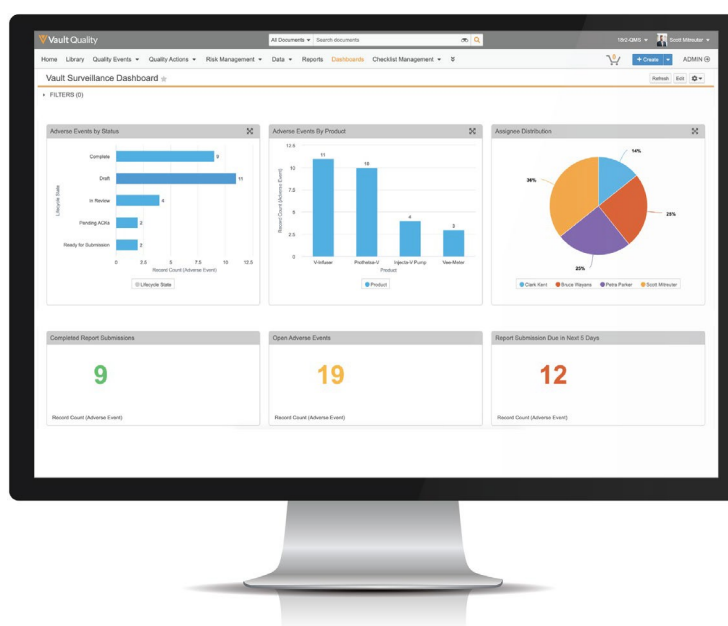 Vault Quality
All Documents Search documents
18r2-QMS Scott Milmuter
Home Library Quality Events Quality Actions Risk Management Data Reports Dashboards Checklist Management
Create ADMIN
Vault Surveillance Dashboard
Refresh Edit
FILTERS (0)
Adverse Events by Status
Lifecycle State
Complete 9
Draft 11
In Review 4
Pending ACKs 2
Ready for Submission 2
0 2.5 5 7.5 10 12.5
Record Count (Adverse Event)
Lifecycle State
Adverse Events By Product
Record Count (Adverse Event)
12.5
10
7.5
5
2.5
0
11 10 4 3
V-Infuser Prothelse-V Injecta-V Pump Vee-Meter
Product
Product
Assignee Distribution
14%
25%
25%
36%
Clark Kent Bruce Wayans Petra Parker Scott Milmuter
Completed Report Submissions
9
Record Count (Adverse Event)
Open Adverse Events
19
Record Count (Adverse Event)
Report Submission Due in Next 5 Days
12
Record Count (Adverse Event)